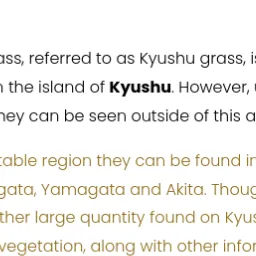 ass, referred to as Kyushu grass, i
the island of Kyushu. However,
hey can be seen outside of this a
table region they can be found in
gata, Yamagata and Akita. Thoug
ther large quantity found on Kyus
vegetation, along with other infor